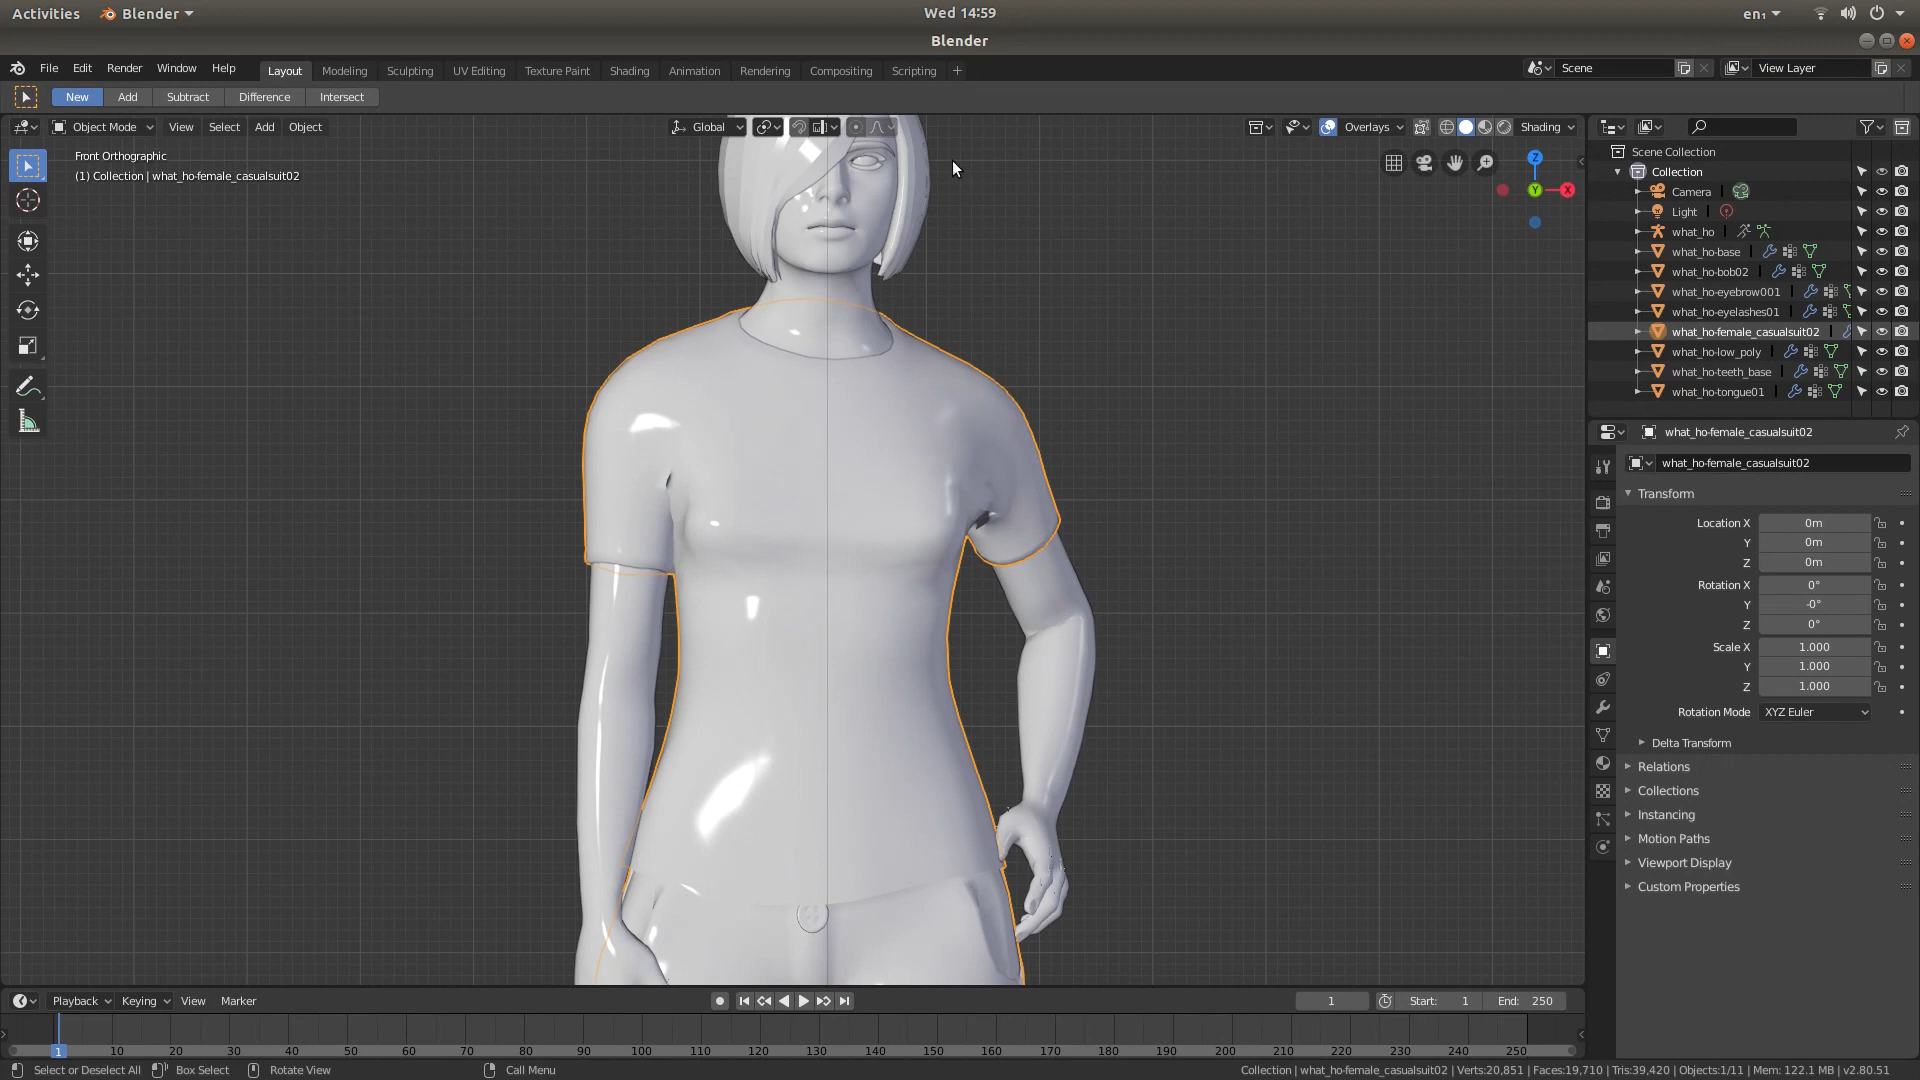 Activities Blender Wed 14:59 en₁
Blender
File Edit Render Window Help Layout Modeling Sculpting UV Editing Texture Paint Shading Animation Rendering Compositing Scripting + Scene View Layer
New Add Subtract Difference Intersect
Object Mode View Select Add Object Global Overlays Shading
Front Orthographic
(1) Collection | what_ho-female_casualsuit02
Z
Y
X
Scene Collection
Collection
Camera
Light
what_ho
what_ho-base
what_ho-bob02
what_ho-eyebrow001
what_ho-eyelashes01
what_ho-female_casualsuit02
what_ho-low_poly
what_ho-teeth_base
what_ho-tongue01
what_ho-female_casualsuit02
what_ho-female_casualsuit02
Transform
Location X 0m
Y 0m
Z 0m
Rotation X 0°
Y -0°
Z 0°
Scale X 1.000
Y 1.000
Z 1.000
Rotation Mode XYZ Euler
Delta Transform
Relations
Collections
Instancing
Motion Paths
Viewport Display
Custom Properties
Playback Keying View Marker 1 Start: 1 End: 250
1 10 20 30 40 50 60 70 80 90 100 110 120 130 140 150 160 170 180 190 200 210 220 230 240 250
Select or Deselect All Box Select Rotate View Call Menu Collection | what_ho-female_casualsuit02 | Verts:20,851 | Faces:19,710 | Tris:39,420 | Objects:1/11 | Mem: 122.1 MB | v2.80.51